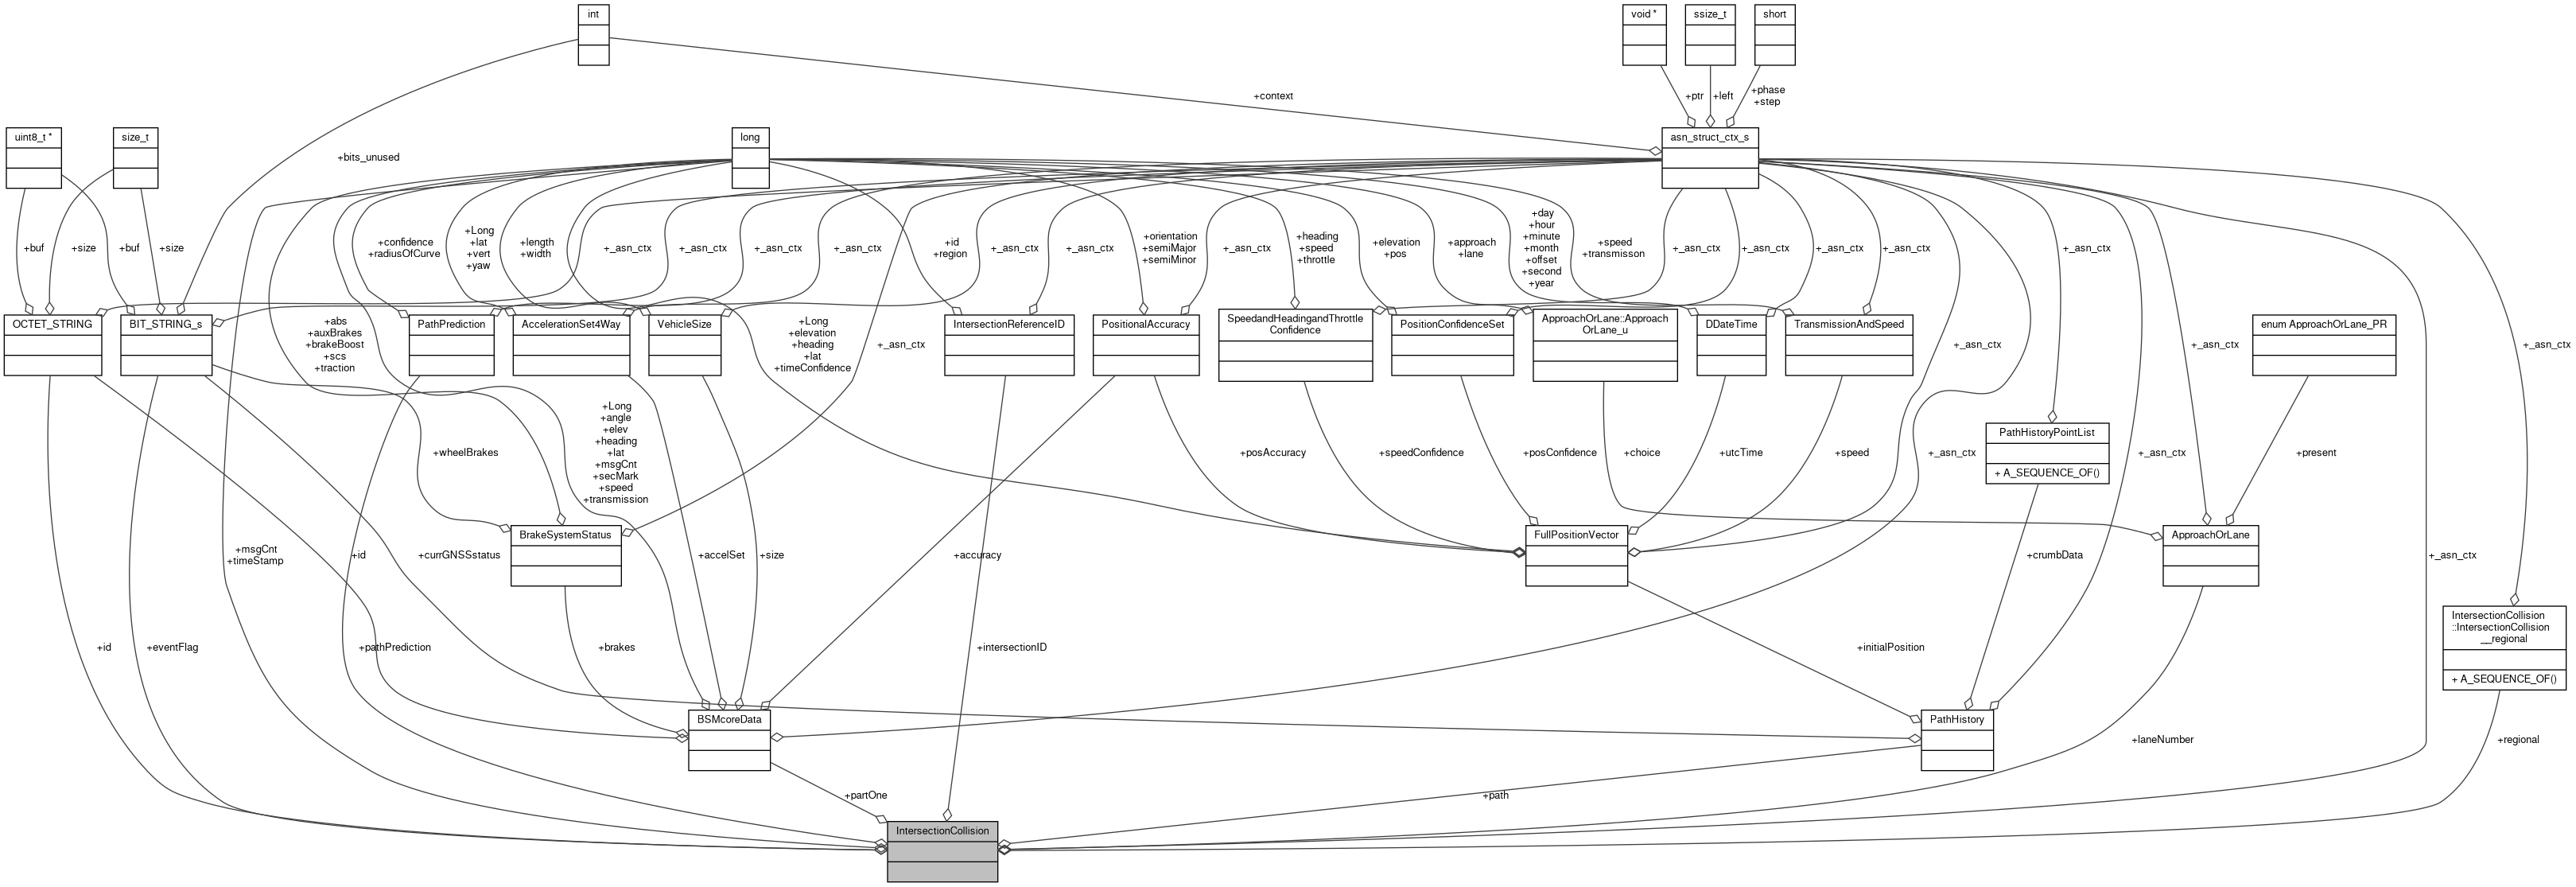 int
void *
ssize_t
short
+context
+ptr
+left
+phase
+step
uint8_t *
size_t
long
asn_struct_ctx_s
+bits_unused
+buf
+size
+buf
+size
+confidence
+radiusOfCurve
+Long
+lat
+vert
+yaw
+length
+width
+_asn_ctx
+_asn_ctx
+_asn_ctx
+_asn_ctx
+id
+region
+_asn_ctx
+_asn_ctx
+orientation
+semiMajor
+semiMinor
+_asn_ctx
+heading
+speed
+throttle
+elevation
+pos
+approach
+lane
+day
+hour
+minute
+month
+offset
+second
+year
+speed
+transmisson
+_asn_ctx
+_asn_ctx
+_asn_ctx
+_asn_ctx
+_asn_ctx
OCTET_STRING
BIT_STRING_s
+abs
+auxBrakes
+brakeBoost
+scs
+traction
PathPrediction
AccelerationSet4Way
VehicleSize
+Long
+elevation
+heading
+lat
+timeConfidence
+_asn_ctx
IntersectionReferenceID
PositionalAccuracy
SpeedandHeadingandThrottle
Confidence
PositionConfidenceSet
ApproachOrLane::Approach
OrLane_u
DDateTime
TransmissionAndSpeed
+_asn_ctx
+_asn_ctx
enum ApproachOrLane_PR
+_asn_ctx
+wheelBrakes
+Long
+angle
+elev
+heading
+lat
+msgCnt
+secMark
+speed
+transmission
+posAccuracy
+speedConfidence
+posConfidence
+choice
+utcTime
+speed
+_asn_ctx
PathHistoryPointList
+ A_SEQUENCE_OF()
+_asn_ctx
+present
+msgCnt
+timeStamp
+id
+currGNSSstatus
BrakeSystemStatus
+accelSet
+size
+accuracy
FullPositionVector
+crumbData
ApproachOrLane
+_asn_ctx
+id
+eventFlag
+pathPrediction
+brakes
+intersectionID
+initialPosition
IntersectionCollision
::IntersectionCollision
__regional
+ A_SEQUENCE_OF()
BSMcoreData
PathHistory
+laneNumber
+regional
+partOne
+path
IntersectionCollision